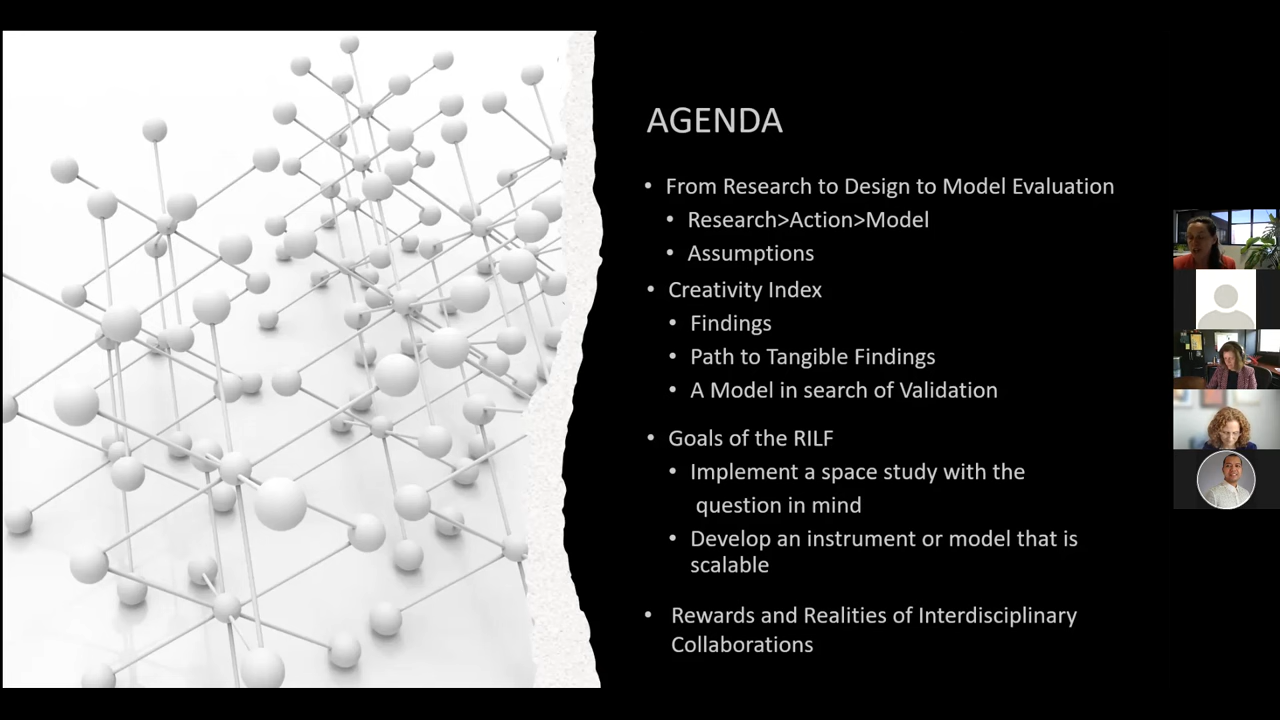 AGENDA
• From Research to Design to Model Evaluation
• Research>Action>Model
• Assumptions
• Creativity Index
• Findings
• Path to Tangible Findings
• A Model in search of Validation
• Goals of the RILF
• Implement a space study with the
question in mind
• Develop an instrument or model that is
scalable
• Rewards and Realities of Interdisciplinary
Collaborations